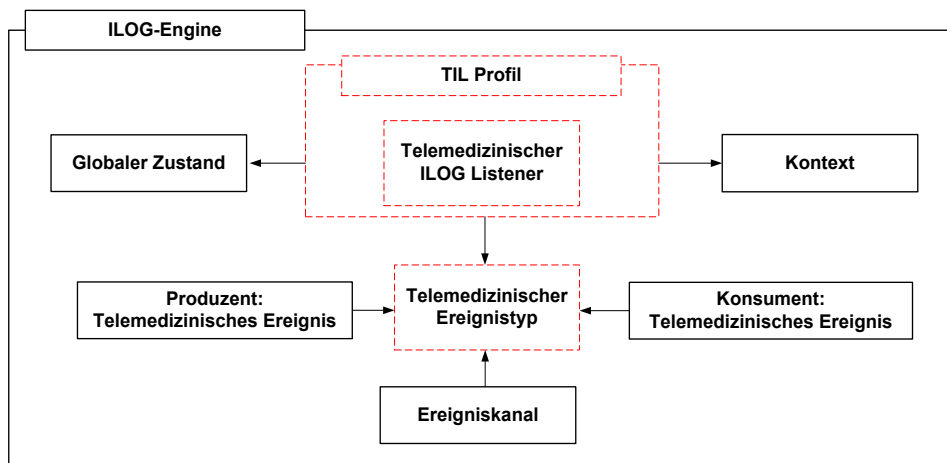 ILOG-Engine
TIL Profil
Globaler Zustand
Telemedizinischer
ILOG Listener
Kontext
Produzent:
Telemedizinisches Ereignis
Telemedizinischer
Ereignistyp
Konsument:
Telemedizinisches Ereignis
Ereigniskanal